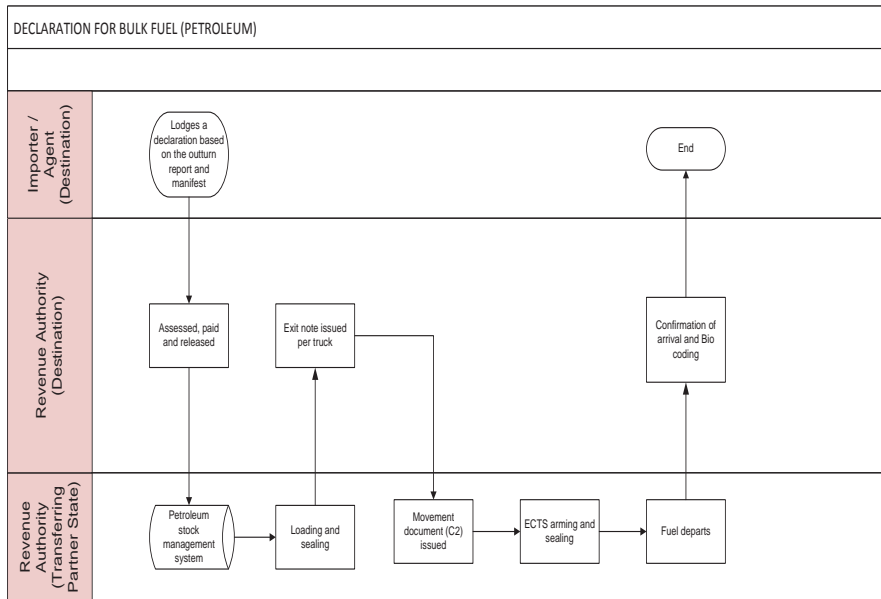 DECLARATION FOR BULK FUEL (PETROLEUM)
Importer /
Agent
(Destination)
Lodges a
declaration based
on the outturn
report and
manifest
End
Revenue Authority
(Destination)
Assessed, paid
and released
Exit note issued
per truck
Confirmation of
arrival and Bio
coding
Revenue
Authority
(Transferring
Partner State)
Petroleum
stock
management
system
Loading and
sealing
Movement
document (C2)
issued
ECTS arming and
sealing
Fuel departs